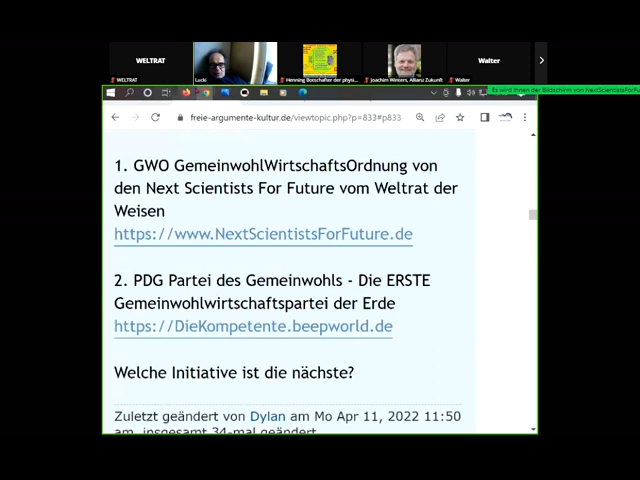 WELTRAT
Walter
WELTRAT
Lucki
Henning Botschafter der physi...
Joachim Winters, Allianz Zukunft
Walter
Es wird Ihnen der Bildschirm von NextScientistsForFu
freie-argumente-kultur.de/viewtopic.php?p=833#p833
1. GWO GemeinwohlWirtschaftsOrdnung von
den Next Scientists For Future vom Weltrat der
Weisen
https://www.NextScientistsForFuture.de
2. PDG Partei des Gemeinwohls - Die ERSTE
Gemeinwohlwirtschaftspartei der Erde
https://DieKompetente.beepworld.de
Welche Initiative ist die nächste?
Zuletzt geändert von Dylan am Mo Apr 11, 2022 11:50
am, insgesamt 34-mal geändert